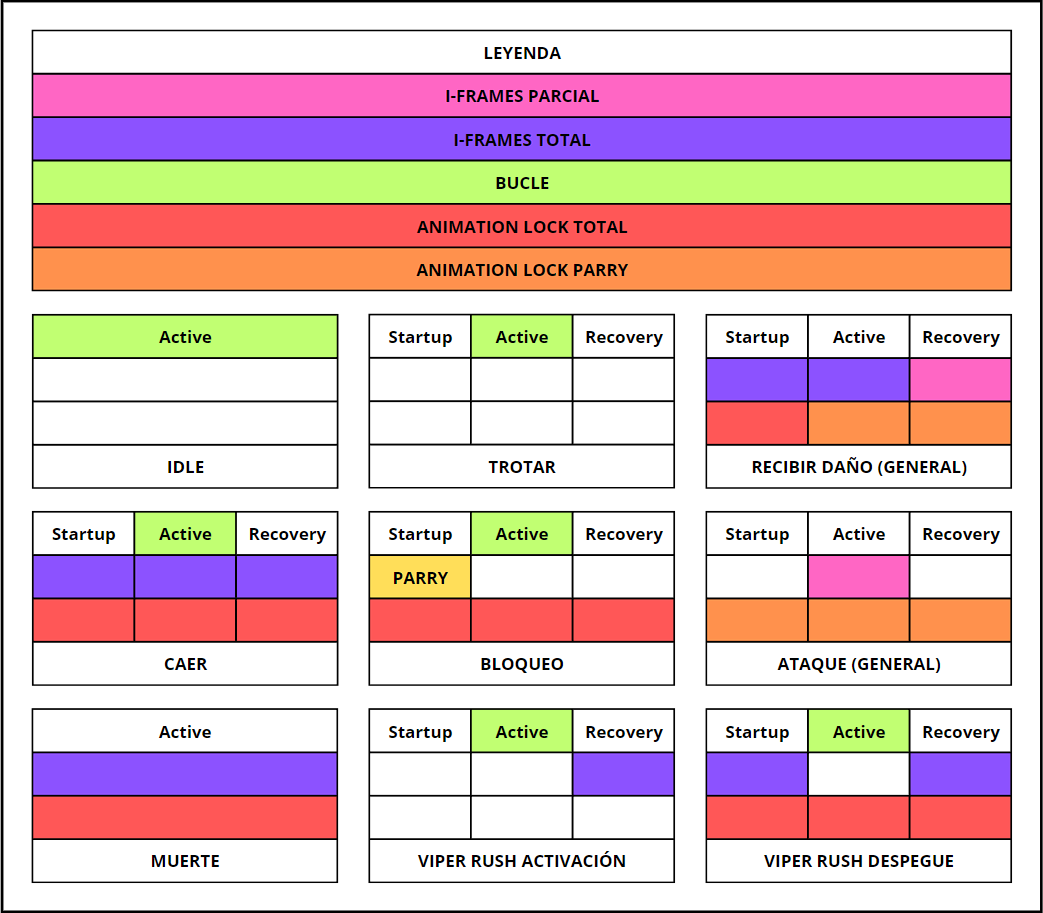 LEYENDA
I-FRAMES PARCIAL
I-FRAMES TOTAL
BUCLE
ANIMATION LOCK TOTAL
ANIMATION LOCK PARRY
Active
IDLE
Startup Active Recovery
TROTAR
Startup Active Recovery
RECIBIR DAÑO (GENERAL)
Startup Active Recovery
CAER
Startup Active Recovery
PARRY
BLOQUEO
Startup Active Recovery
ATAQUE (GENERAL)
Active
MUERTE
Startup Active Recovery
VIPER RUSH ACTIVACIÓN
Startup Active Recovery
VIPER RUSH DESPEGUE